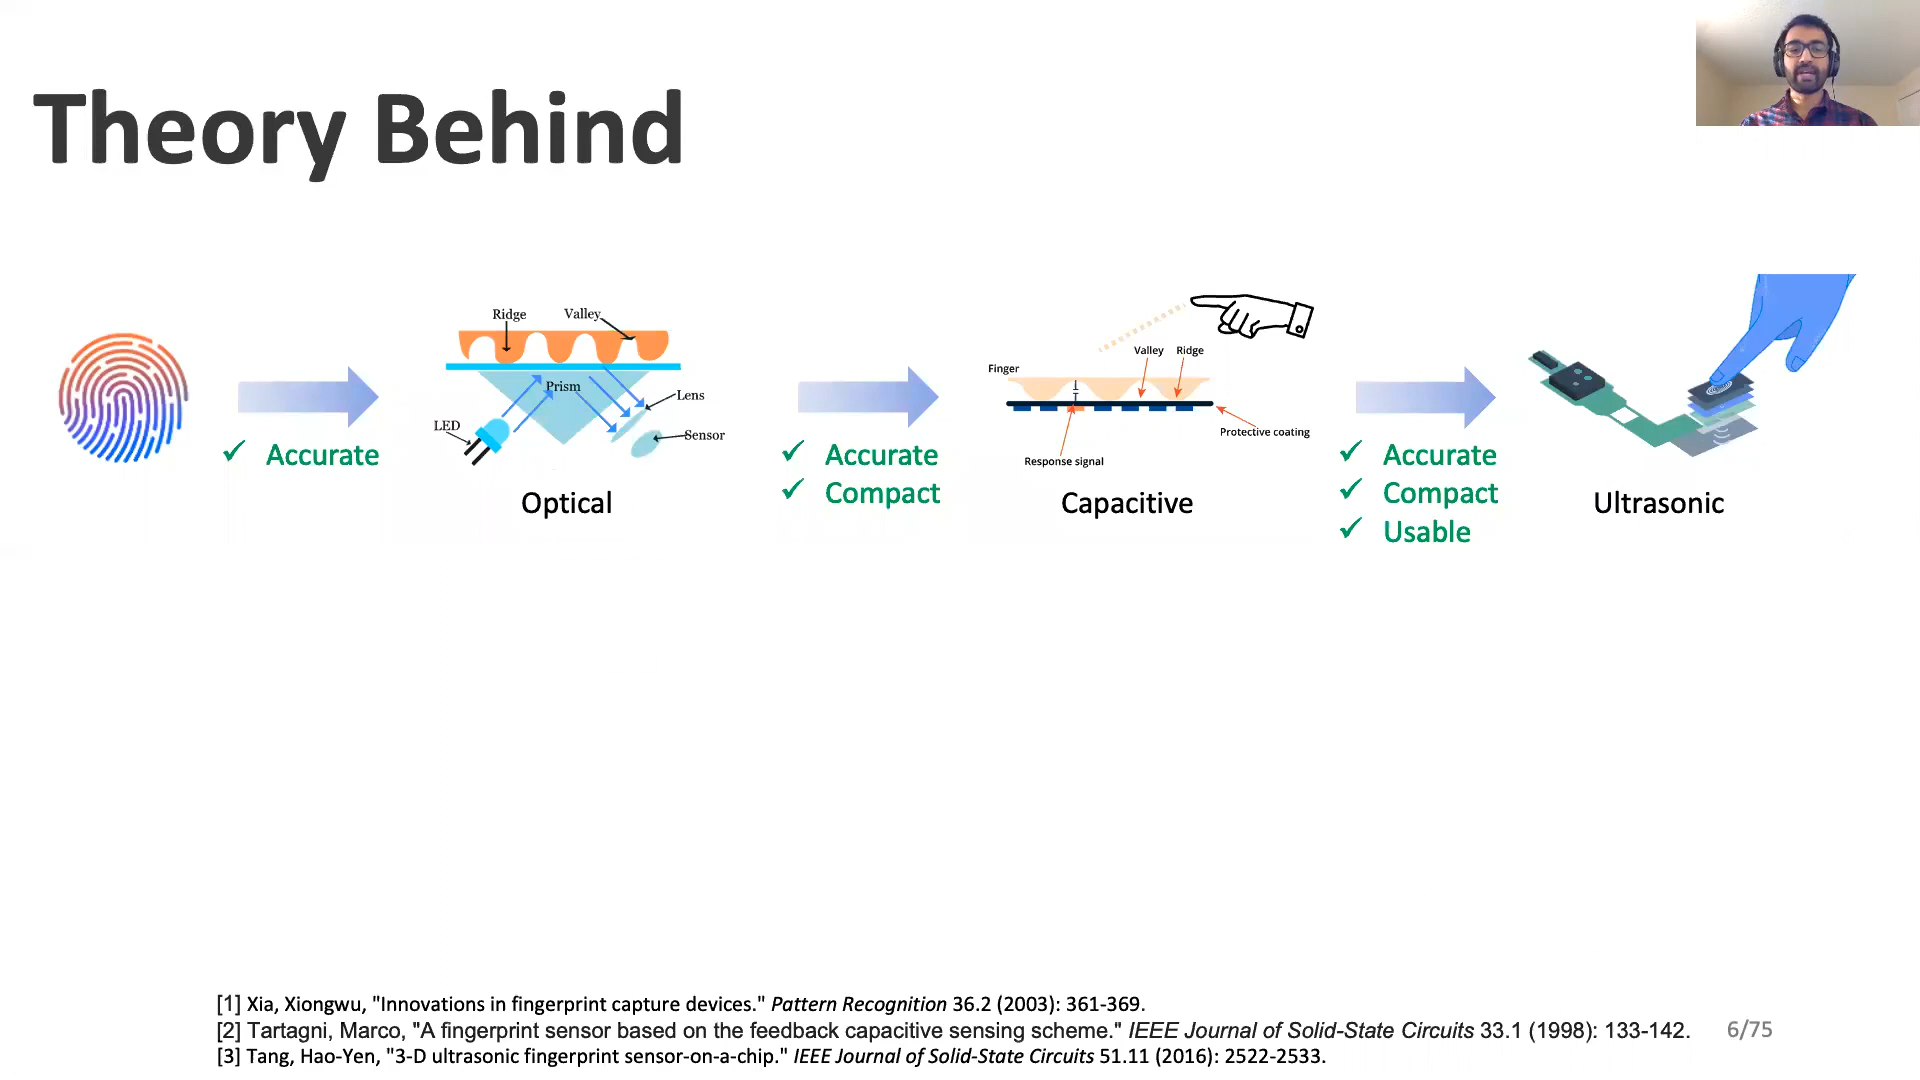 Theory Behind
Ridge
Valley
Prism
Lens
LED
Sensor
✓ Accurate
Optical
✓ Accurate
✓ Compact
Finger
Valley
Ridge
Protective coating
Response signal
Capacitive
✓ Accurate
✓ Compact
✓ Usable
Ultrasonic
[1] Xia, Xiongwu, "Innovations in fingerprint capture devices." Pattern Recognition 36.2 (2003): 361-369.
[2] Tartagni, Marco, "A fingerprint sensor based on the feedback capacitive sensing scheme." IEEE Journal of Solid-State Circuits 33.1 (1998): 133-142.
[3] Tang, Hao-Yen, "3-D ultrasonic fingerprint sensor-on-a-chip." IEEE Journal of Solid-State Circuits 51.11 (2016): 2522-2533.
6/75